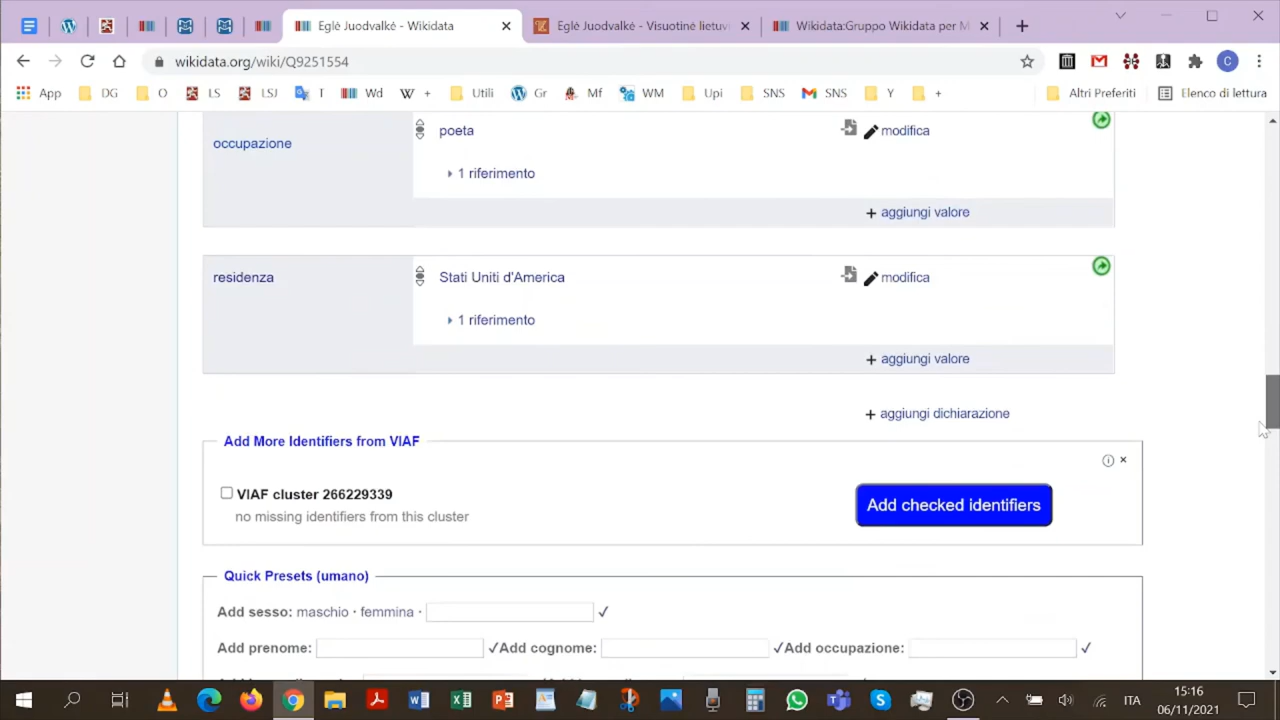 Eglė Juodvalkė - Wikidata
Eglė Juodvalkė - Visuotinė lietuvi
Wikidata:Gruppo Wikidata per M
wikidata.org/wiki/Q9251554
C
App DG O LS LSJ T Wd + Utili Gr Mf WM Upi SNS SNS Y + Altri Preferiti Elenco di lettura
poeta
modifica
occupazione
1 riferimento
+ aggiungi valore
residenza
Stati Uniti d'America
modifica
1 riferimento
+ aggiungi valore
+ aggiungi dichiarazione
Add More Identifiers from VIAF
VIAF cluster 266229339
no missing identifiers from this cluster
Add checked identifiers
Quick Presets (umano)
Add sesso: maschio · femmina ·
Add prenome:
Add cognome:
Add occupazione:
ITA
15:16
06/11/2021